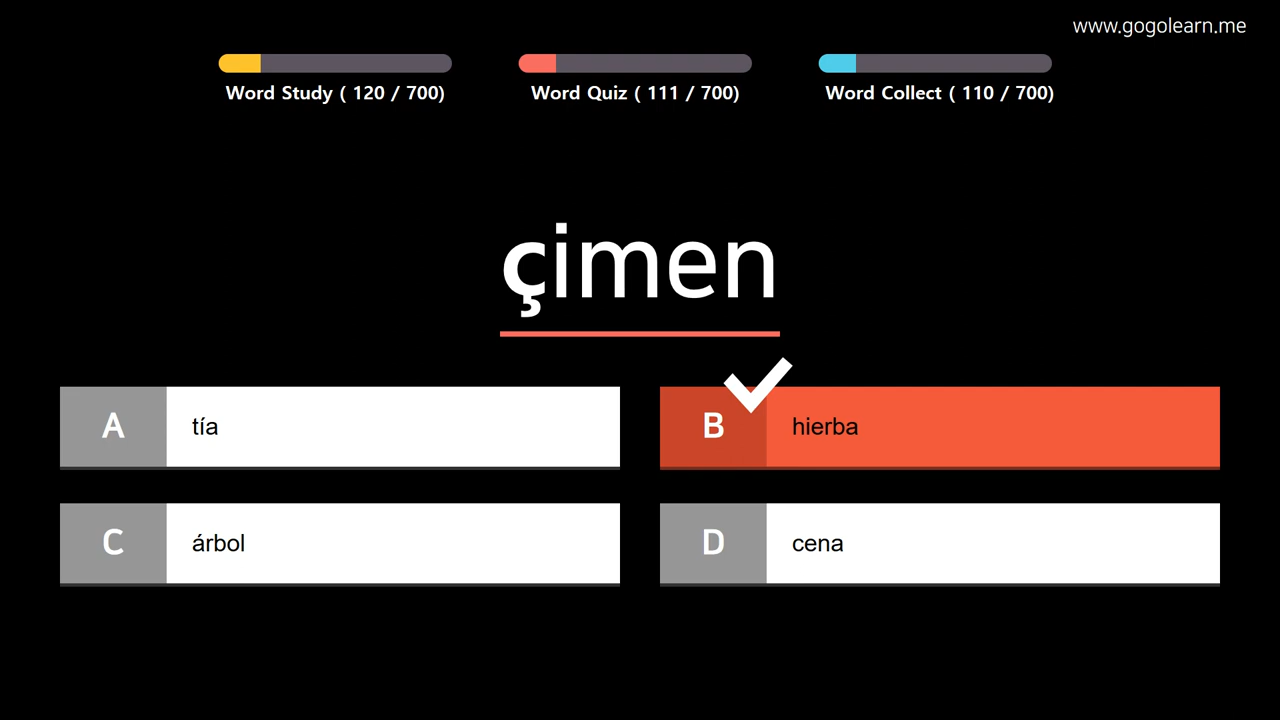 www.gogolearn.me
Word Study ( 120 / 700)
Word Quiz ( 111 / 700)
Word Collect ( 110 / 700)
çimen
A tía
B hierba
C árbol
D cena